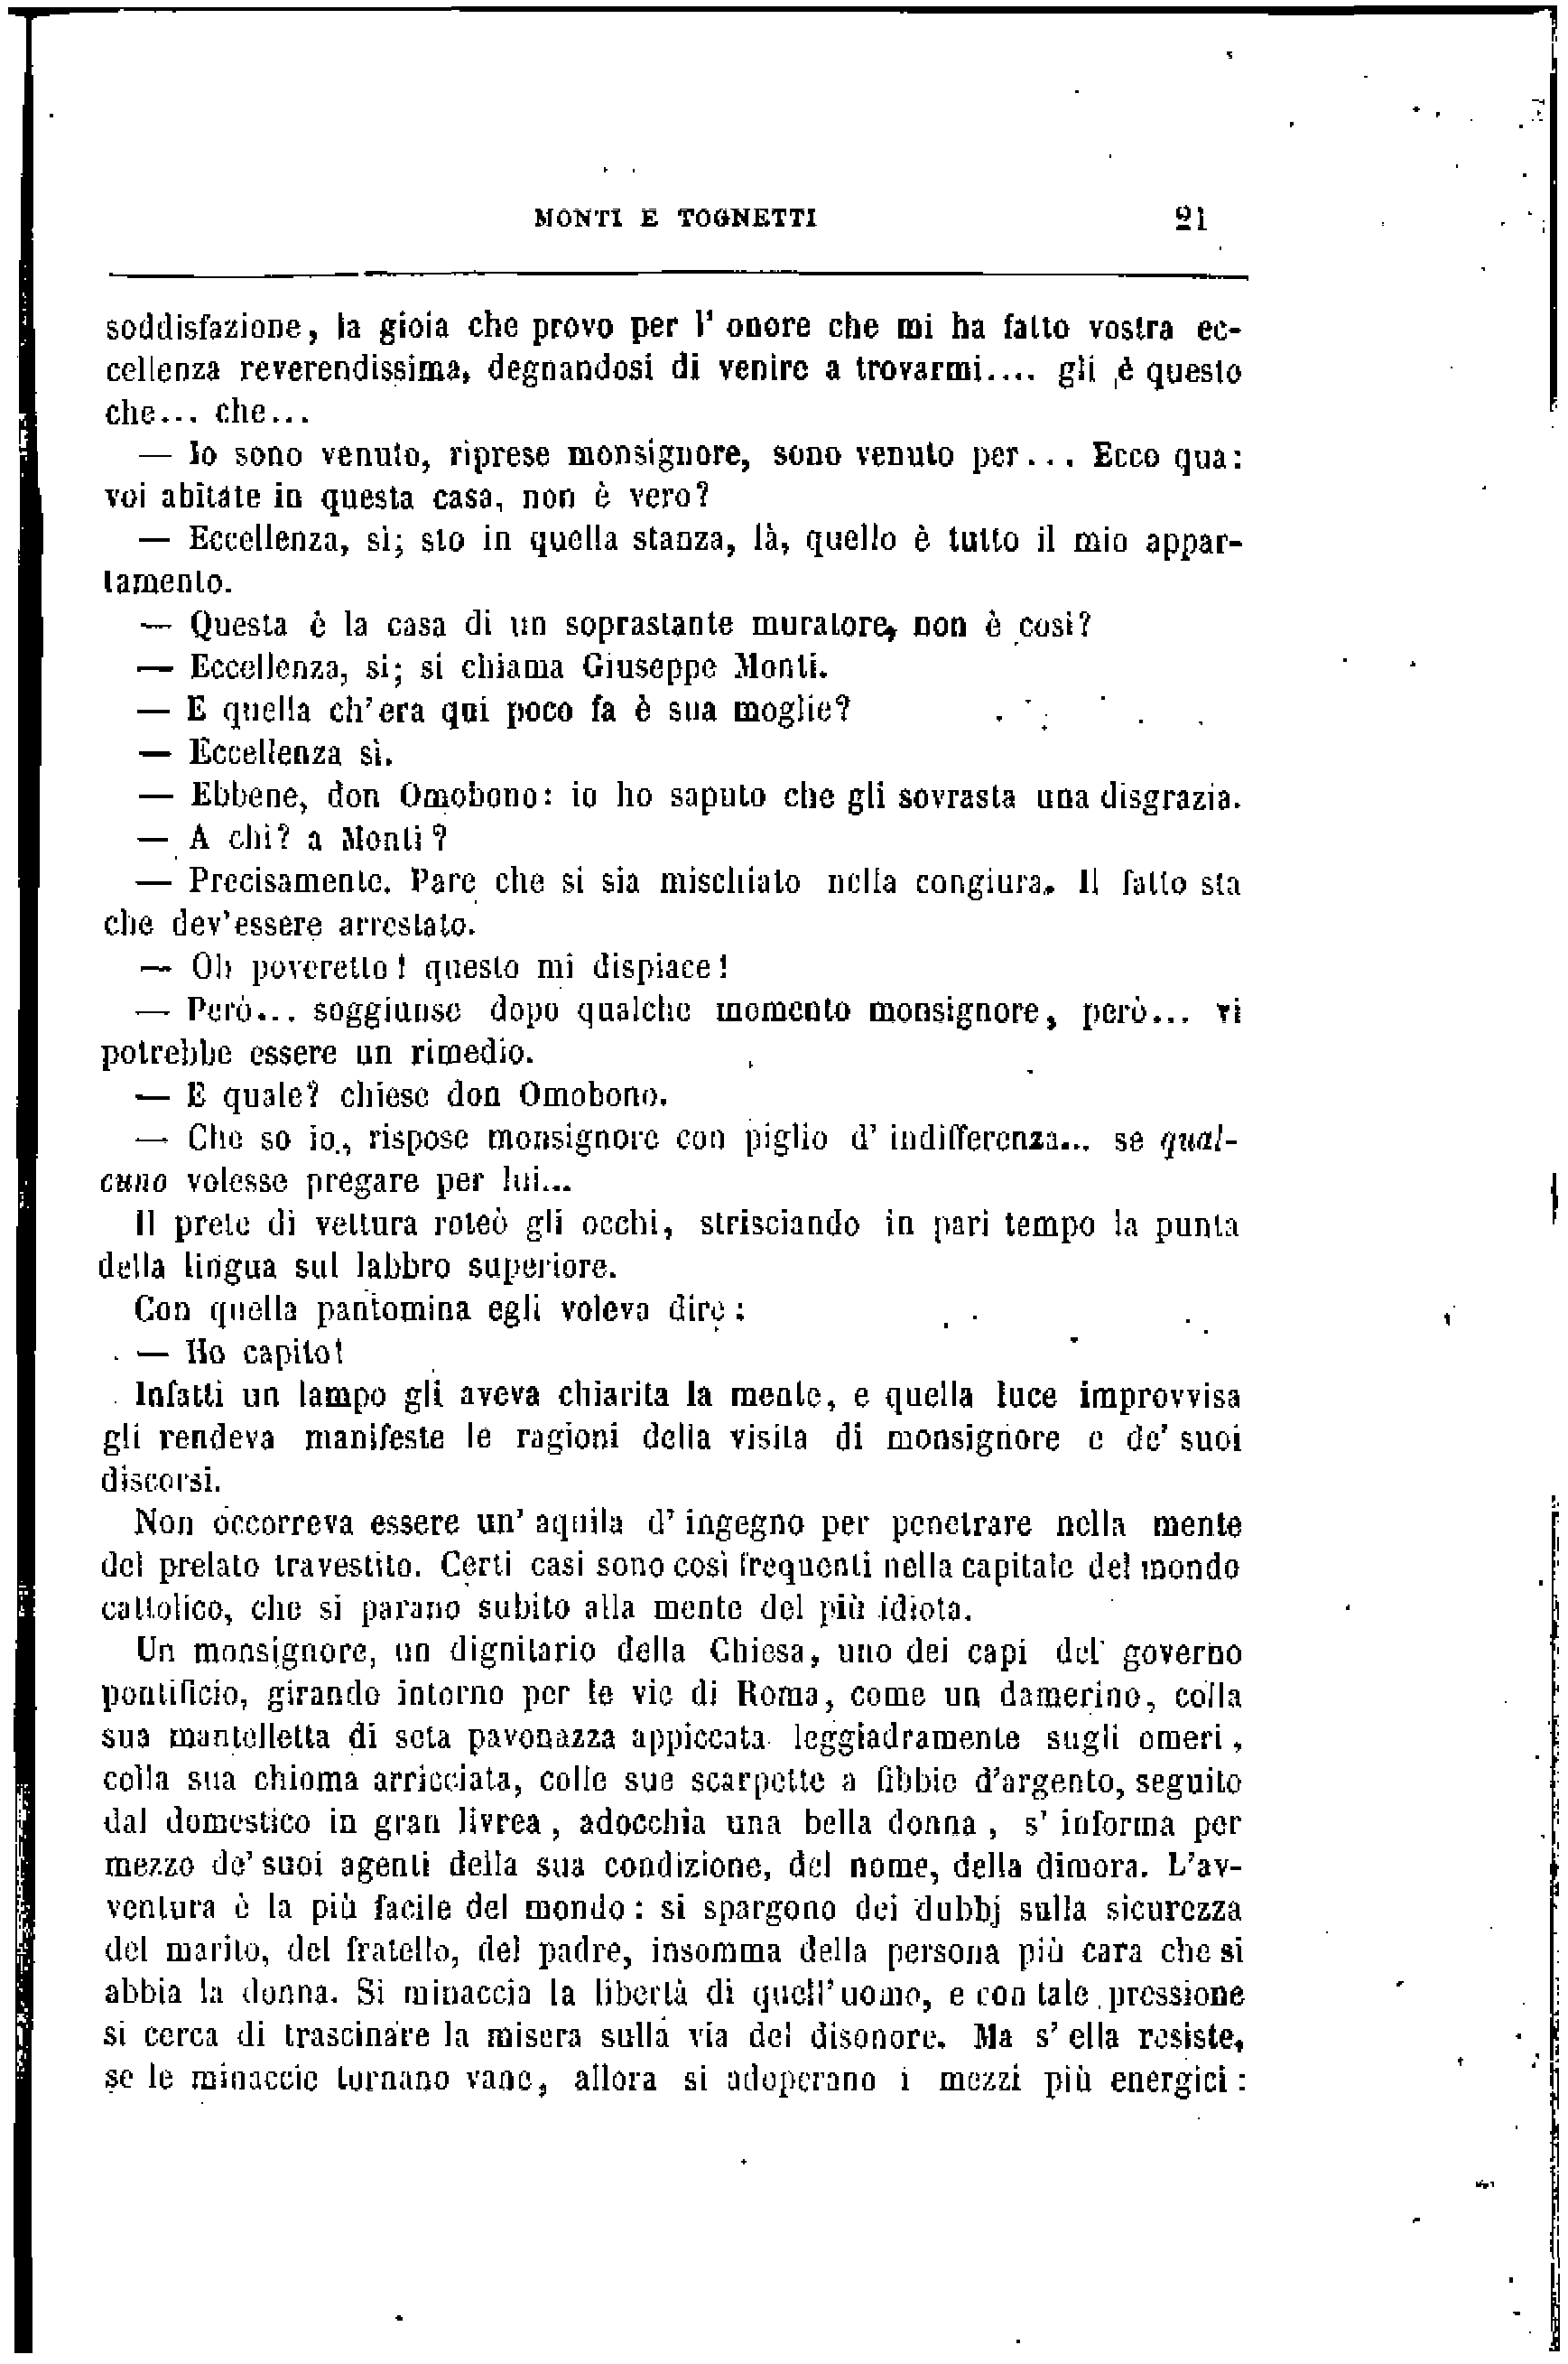 MONTI E TOGNETTI 21
soddisfazione, la gioia che provo per l' onore che mi ha fatto vostra ec-
cellenza reverendissima, degnandosi di venire a trovarmi.... gli è questo
che... che...
— Io sono venuto, riprese monsignore, sono venuto per... Ecco qua:
voi abitate in questa casa, non è vero?
— Eccellenza, sì; sto in quella stanza, là, quello è tutto il mio appar-
tamento.
— Questa è la casa di un soprastante muratore, non è così?
— Eccellenza, si; si chiama Giuseppe Monti.
— E quella ch'era qui poco fa è sua moglie?
— Eccellenza sì.
— Ebbene, don Omobono: io ho saputo che gli sovrasta una disgrazia.
— A chi? a Monti?
— Precisamente. Pare che si sia mischiato nella congiura. Il fatto sta
che dev'essere arrestato.
— Oh poveretto! questo mi dispiace!
— Però... soggiunse dopo qualche momento monsignore, però... vi
potrebbe essere un rimedio.
— E quale? chiese don Omobono.
— Che so io., rispose monsignore con piglio d' indifferenza... se qual-
cuno volesse pregare per lui...
Il prete di vettura roteò gli occhi, strisciando in pari tempo la punta
della lingua sul labbro superiore.
Con quella pantomina egli voleva dire:
— Ho capito!
Infatti un lampo gli aveva chiarita la mente, e quella luce improvvisa
gli rendeva manifeste le ragioni della visita di monsignore e de' suoi
discorsi.
Non occorreva essere un' aquila d' ingegno per penetrare nella mente
del prelato travestito. Certi casi sono così frequenti nella capitale del mondo
cattolico, che si parano subito alla mente del più idiota.
Un monsignore, un dignitario della Chiesa, uno dei capi del governo
pontificio, girando intorno per le vie di Roma, come un damerino, colla
sua mantelletta di seta pavonazza appiccata leggiadramente sugli omeri,
colla sua chioma arricciata, colle sue scarpette a fibbie d'argento, seguito
dal domestico in gran livrea, adocchia una bella donna, s' informa per
mezzo de' suoi agenti della sua condizione, del nome, della dimora. L'av-
ventura è la più facile del mondo: si spargono dei dubbj sulla sicurezza
del marito, del fratello, del padre, insomma della persona più cara che si
abbia la donna. Si minaccia la libertà di quell'uomo, e con tale pressione
si cerca di trascinare la misera sulla via del disonore. Ma s' ella resiste,
se le minaccie tornano vane, allora si adoperano i mezzi più energici: